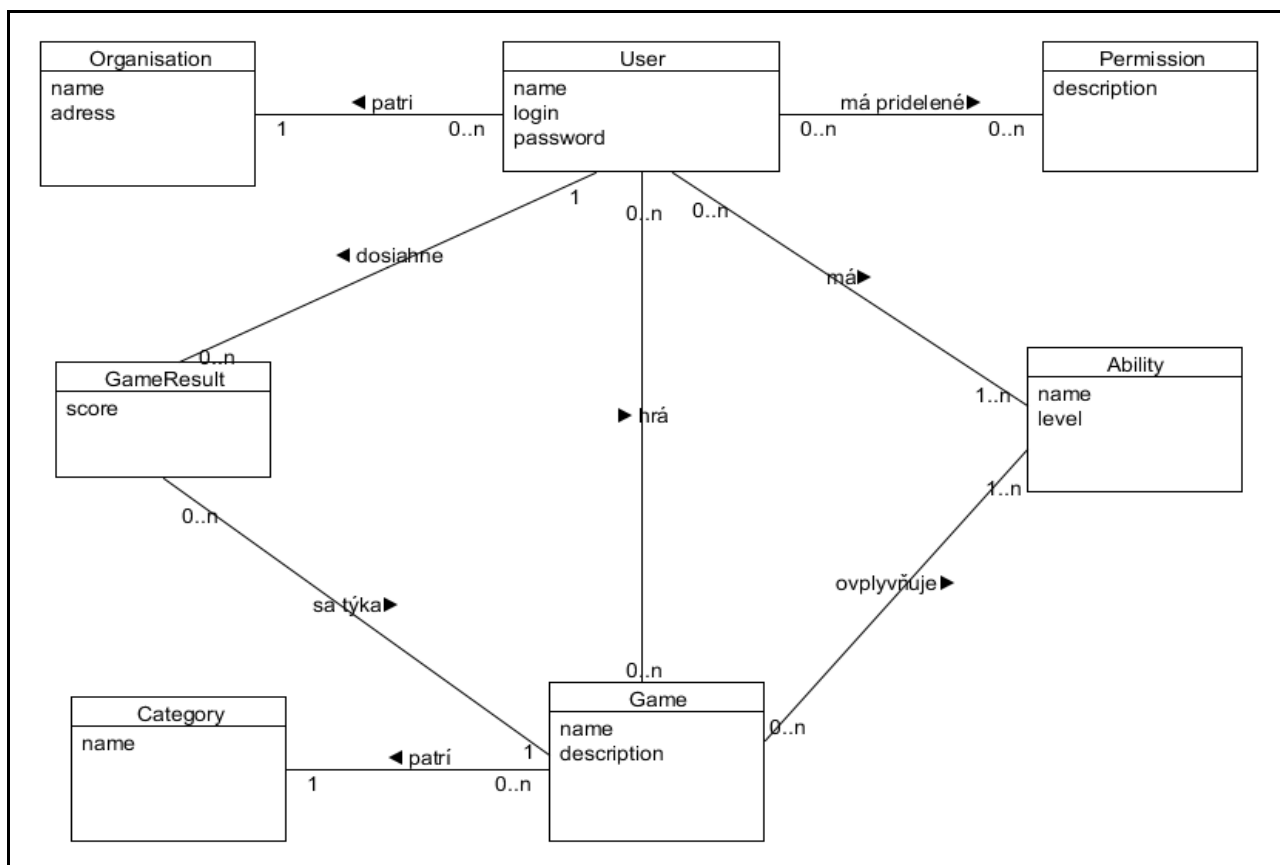 Organisation
name
adress
User
name
login
password
Permission
description
◄ patri
1
0..n
má pridelené►
0..n
0..n
1
0..n
0..n
◄ dosiahne
má►
0..n
GameResult
score
Ability
name
level
1..n
► hrá
1..n
0..n
ovplyvňuje►
sa týka►
0..n
Category
name
Game
name
description
1
0..n
◄ patrí
1
0..n